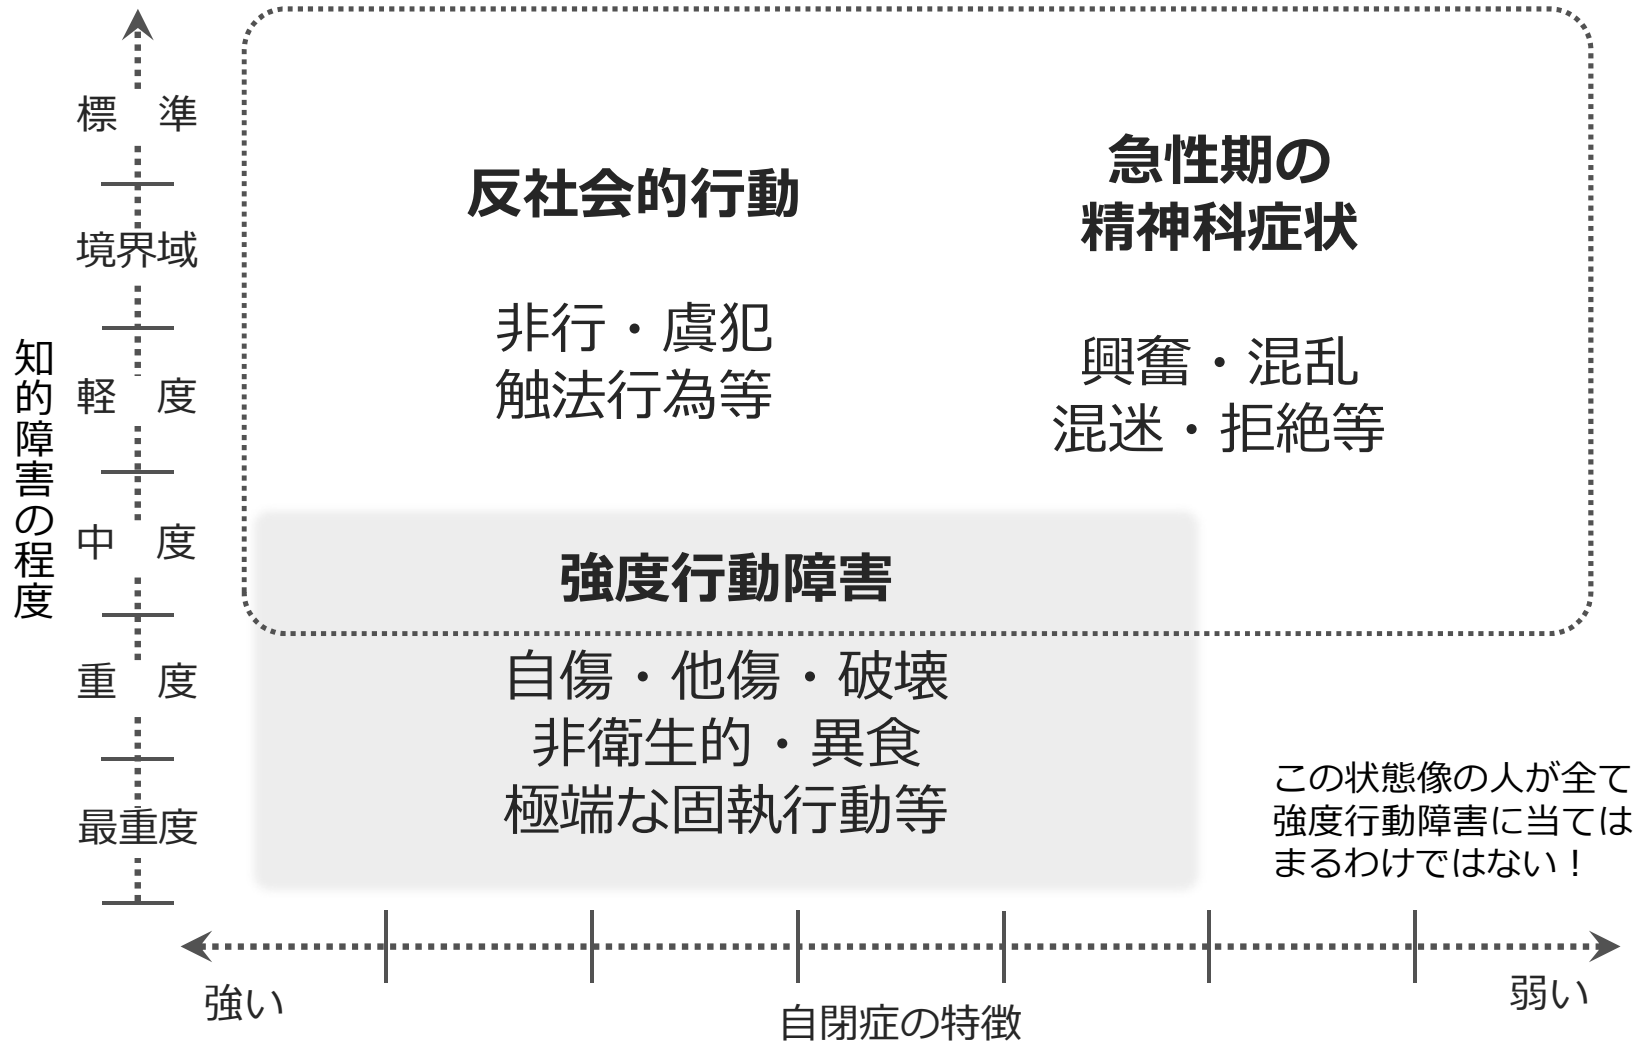 標　準
境界域
軽　度
中　度
重　度
最重度
知的障害の程度
反社会的行動
非行・虞犯
触法行為等
急性期の
精神科症状
興奮・混乱
混迷・拒絶等
強度行動障害
自傷・他傷・破壊
非衛生的・異食
極端な固執行動等
この状態像の人が全て
強度行動障害に当ては
まるわけではない！
強い
自閉症の特徴
弱い